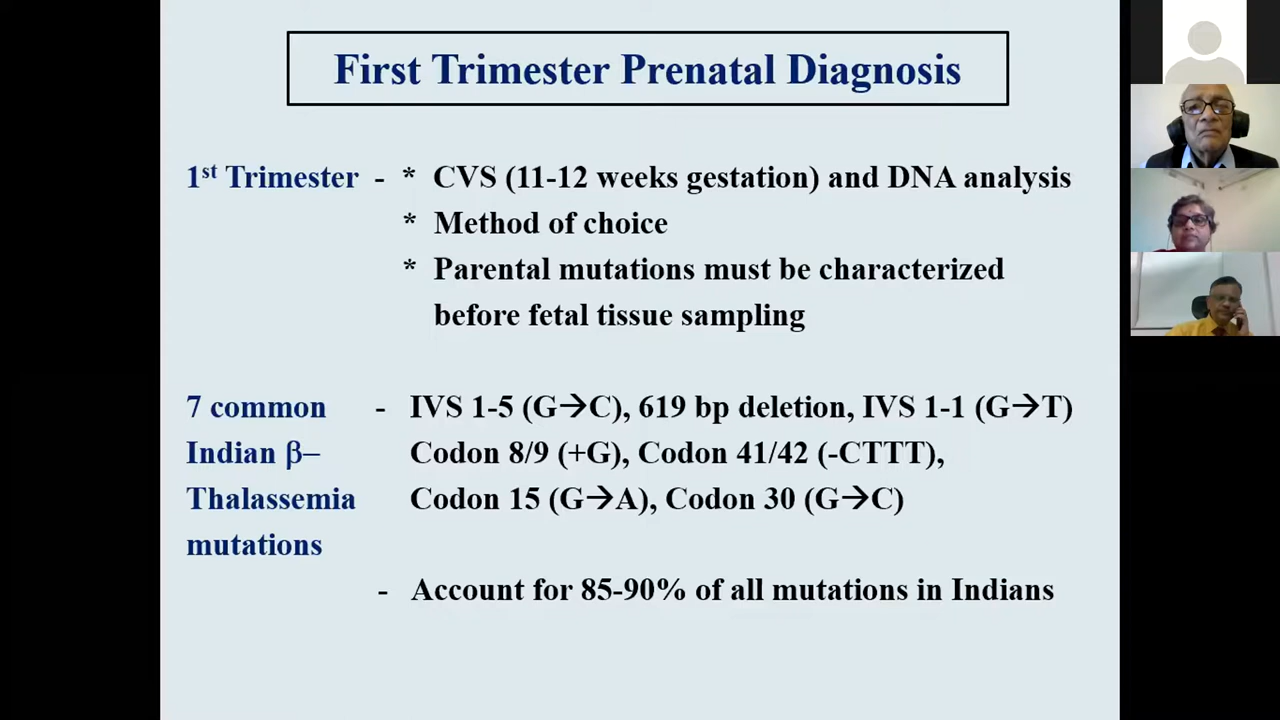 First Trimester Prenatal Diagnosis
1st Trimester - * CVS (11-12 weeks gestation) and DNA analysis
* Method of choice
* Parental mutations must be characterized
before fetal tissue sampling
7 common - IVS 1-5 (G→C), 619 bp deletion, IVS 1-1 (G→T)
Indian β– Codon 8/9 (+G), Codon 41/42 (-CTTT),
Thalassemia Codon 15 (G→A), Codon 30 (G→C)
mutations
- Account for 85-90% of all mutations in Indians